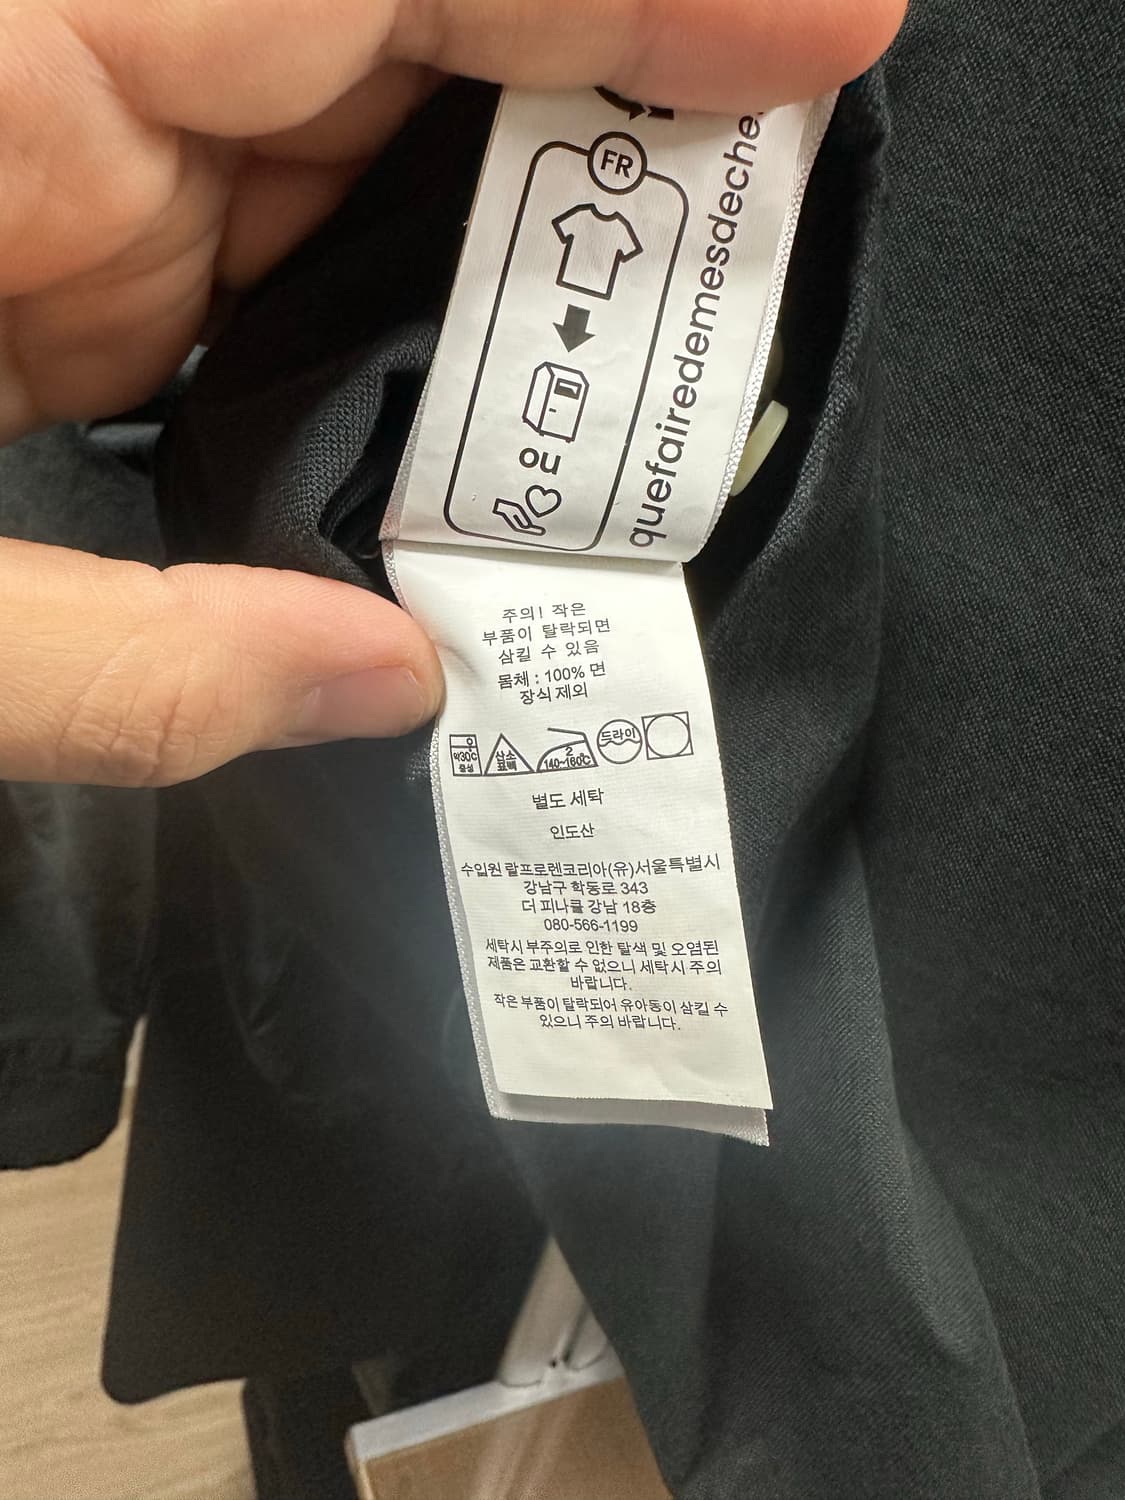 FR
ou
quefairedemesdeche
주의! 작은
부품이 탈락되면
삼킬 수 있음
몸체 : 100% 면
장식 제외
약30℃
중성
산소
표백
2
140~160℃
드라이
별도 세탁
인도산
수입원 랄프로렌코리아(유)서울특별시
강남구 학동로 343
더 피나클 강남 18층
080-566-1199
세탁시 부주의로 인한 탈색 및 오염된
제품은 교환할 수 없으니 세탁시 주의
바랍니다.
작은 부품이 탈락되어 유아동이 삼킬 수
있으니 주의 바랍니다.